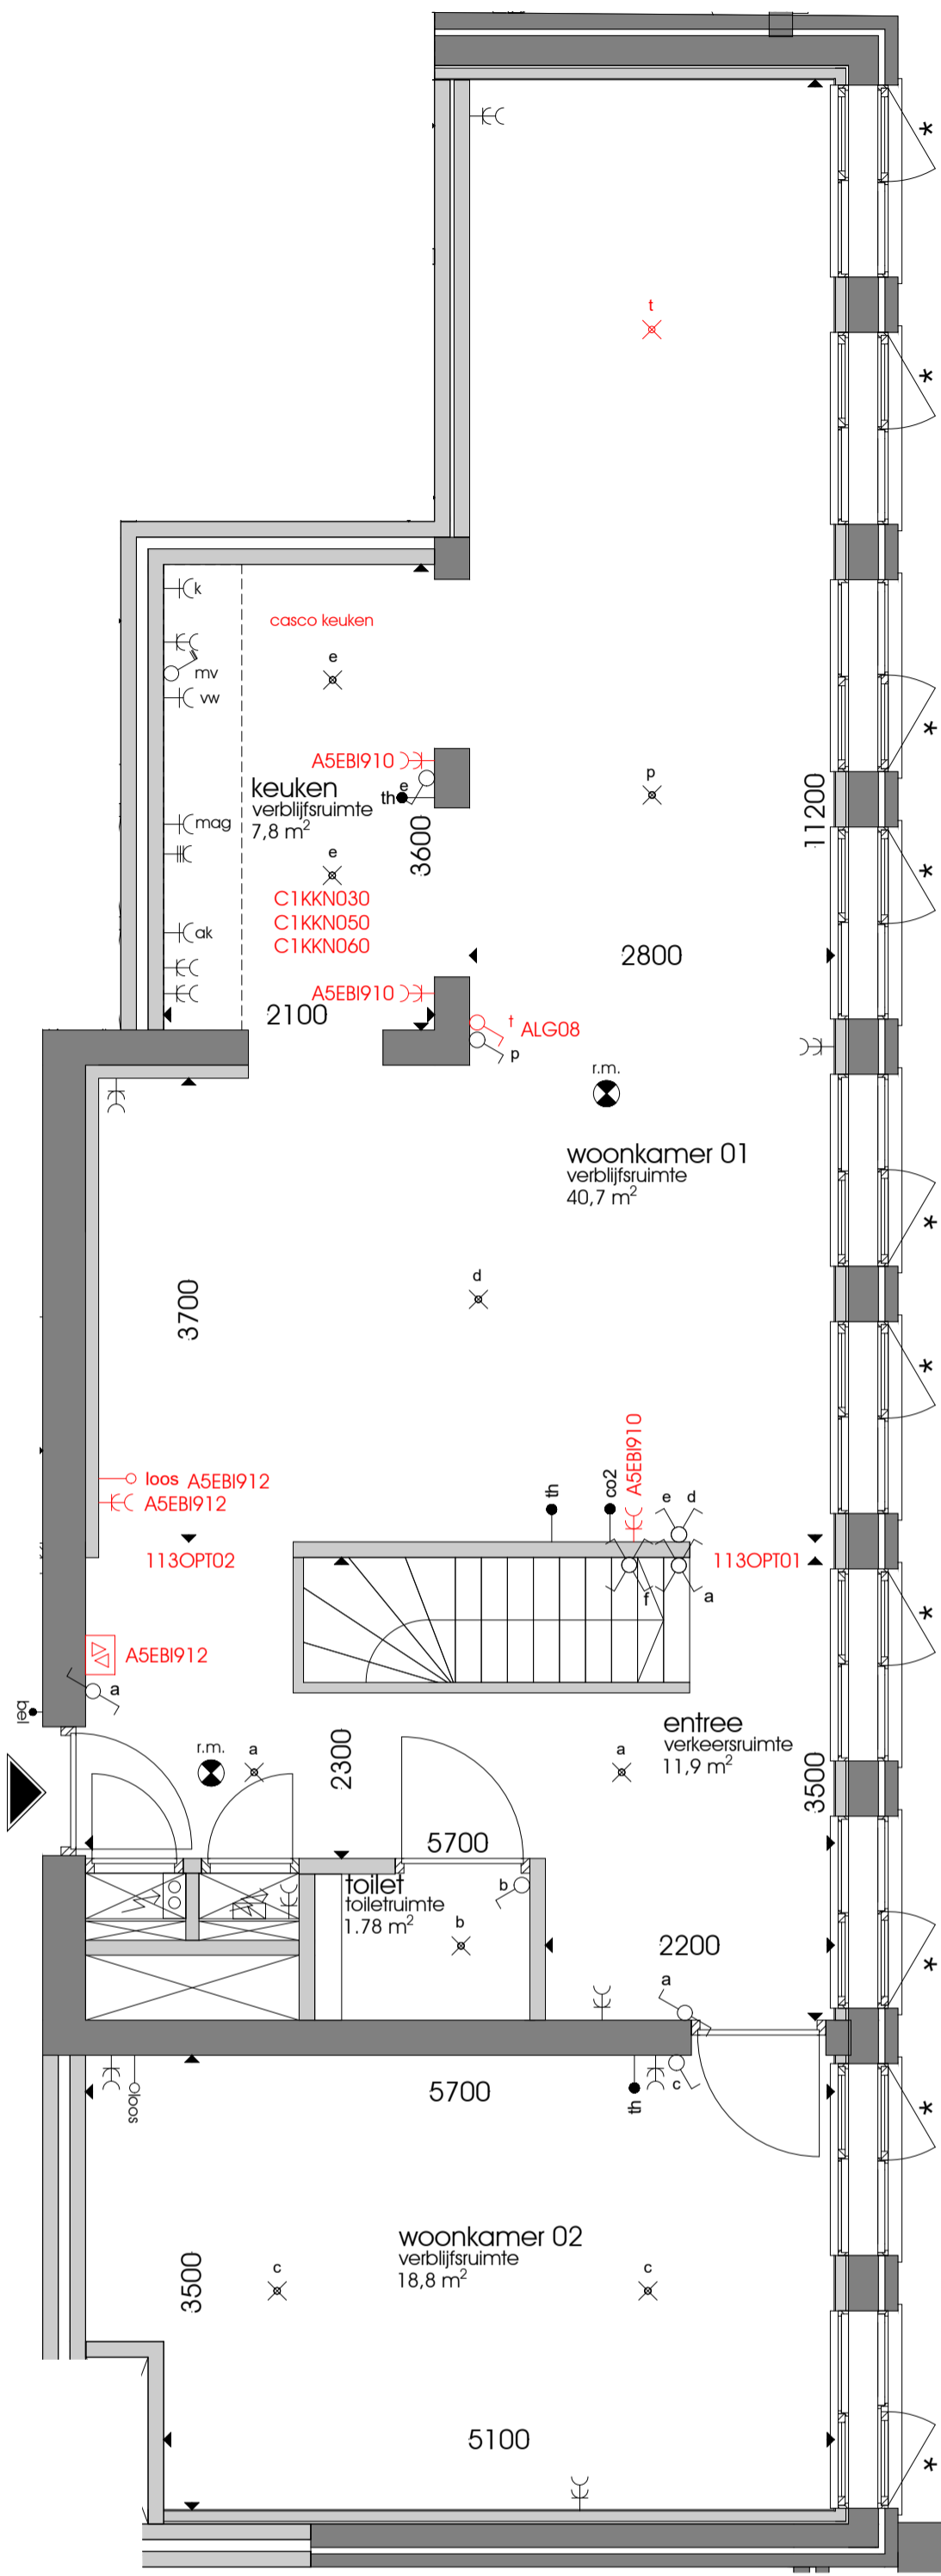 *
t
*
k
casco keuken
mv
e
vw
*
A5EBI910
keuken
verblijfsruimte
7,8 m²
e
th
p
3600
11200
mag
e
*
C1KKN030
C1KKN050
C1KKN060
ak
2800
A5EBI910
2100
t ALG08
p
r.m.
woonkamer 01
verblijfsruimte
40,7 m²
*
d
3700
*
A5EBI910
loos A5EBI912
A5EBI912
th
co2
e d
113OPT02
113OPT01
f
a
*
A5EBI912
a
bel
entree
verkeersruimte
11,9 m²
r.m.
a
a
2300
3500
5700
toilet
toiletruimte
1.78 m²
b
b
2200
*
a
loos
5700
th
c
*
woonkamer 02
verblijfsruimte
18,8 m²
c
c
3500
5100
*